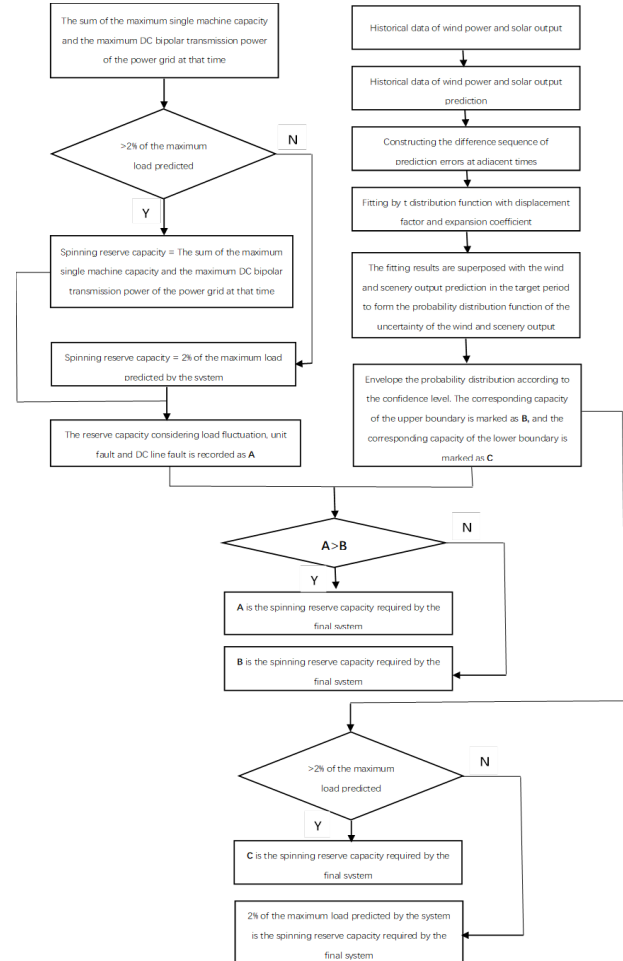 The sum of the maximum single machine capacity
and the maximum DC bipolar transmission power
of the power grid at that time
>2% of the maximum
load predicted
N
Y
Spinning reserve capacity = The sum of the maximum
single machine capacity and the maximum DC bipolar
transmission power of the power grid at that time
Spinning reserve capacity = 2% of the maximum load
predicted by the system
The reserve capacity considering load fluctuation, unit
fault and DC line fault is recorded as A
Historical data of wind power and solar output
Historical data of wind power and solar output
prediction
Constructing the difference sequence of
prediction errors at adjacent times
Fitting by t distribution function with displacement
factor and expansion coefficient
The fitting results are superposed with the wind
and scenery output prediction in the target period
to form the probability distribution function of the
uncertainty of the wind and scenery output
Envelope the probability distribution according to
the confidence level. The corresponding capacity
of the upper boundary is marked as B, and the
corresponding capacity of the lower boundary is
marked as C
A>B
N
Y
A is the spinning reserve capacity required by the
final system
B is the spinning reserve capacity required by the
final system
>2% of the maximum
load predicted
N
Y
C is the spinning reserve capacity required by the
final system
2% of the maximum load predicted by the system
is the spinning reserve capacity required by the
final system